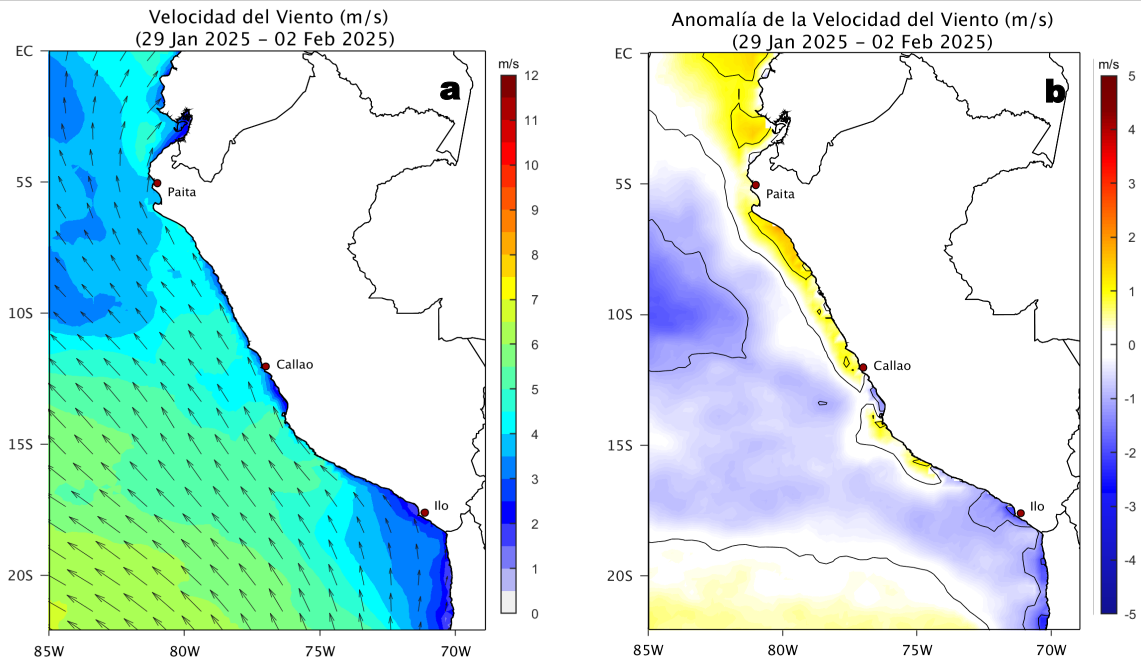 Velocidad del Viento (m/s)
(29 Jan 2025 – 02 Feb 2025)
a
EC
5S
10S
15S
20S
85W
80W
75W
70W
Paita
Callao
Ilo
m/s
12
11
10
9
8
7
6
5
4
3
2
1
0
Anomalía de la Velocidad del Viento (m/s)
(29 Jan 2025 – 02 Feb 2025)
b
EC
5S
10S
15S
20S
85W
80W
75W
70W
Paita
Callao
Ilo
m/s
5
4
3
2
1
0
-1
-2
-3
-4
-5